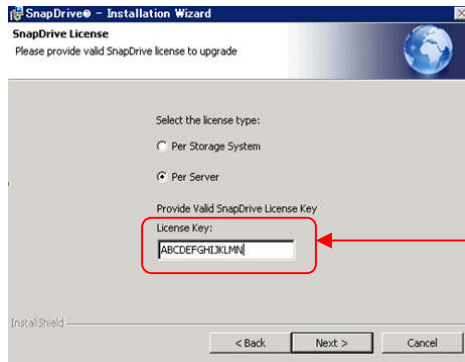 SnapDrive® - Installation Wizard
SnapDrive License
Please provide valid SnapDrive license to upgrade
Select the license type:
Per Storage System
Per Server
Provide Valid SnapDrive License Key
License Key:
ABCDEFGHIJKLMN
InstallShield
< Back Next > Cancel